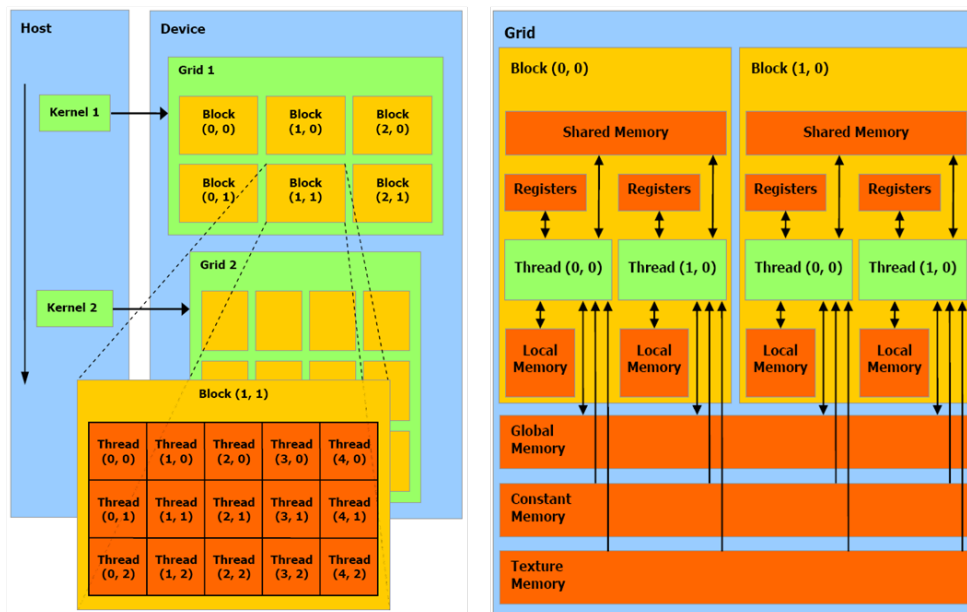 Host
Device
Grid 1
Kernel 1
Block
(0, 0)
Block
(1, 0)
Block
(2, 0)
Block
(0, 1)
Block
(1, 1)
Block
(2, 1)
Grid 2
Kernel 2
Block (1, 1)
Thread
(0, 0)
Thread
(1, 0)
Thread
(2, 0)
Thread
(3, 0)
Thread
(4, 0)
Thread
(0, 1)
Thread
(1, 1)
Thread
(2, 1)
Thread
(3, 1)
Thread
(4, 1)
Thread
(0, 2)
Thread
(1, 2)
Thread
(2, 2)
Thread
(3, 2)
Thread
(4, 2)
Grid
Block (0, 0)
Shared Memory
Registers
Registers
Thread (0, 0)
Thread (1, 0)
Local
Memory
Local
Memory
Block (1, 0)
Shared Memory
Registers
Registers
Thread (0, 0)
Thread (1, 0)
Local
Memory
Local
Memory
Global
Memory
Constant
Memory
Texture
Memory